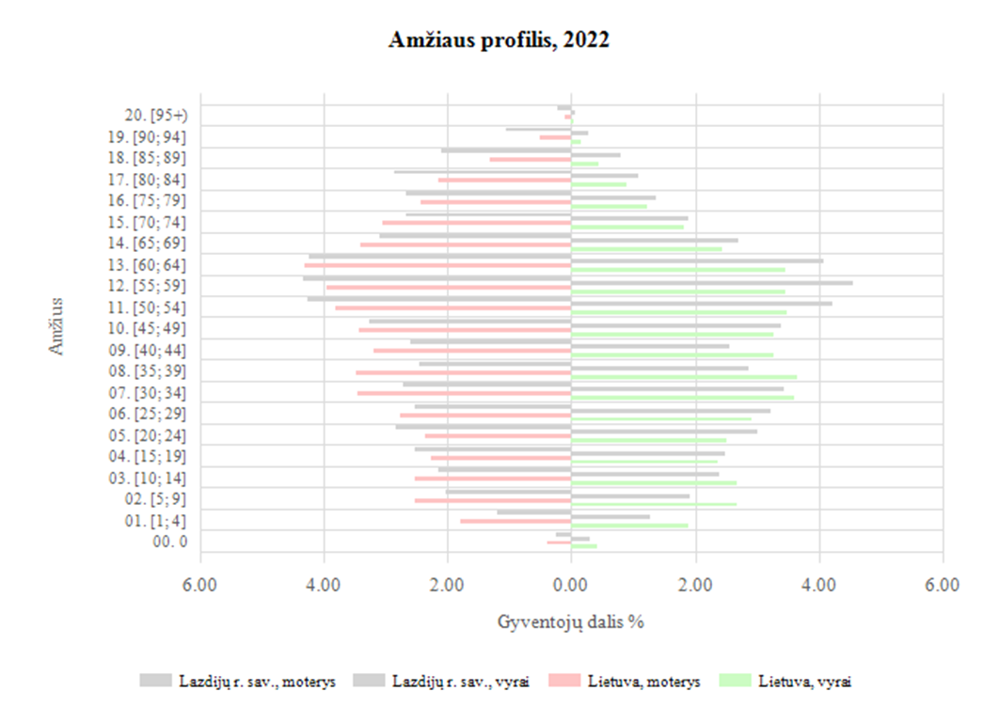 Amžiaus profilis, 2022
20. [95+)
19. [90; 94]
18. [85; 89]
17. [80; 84]
16. [75; 79]
15. [70; 74]
14. [65; 69]
13. [60; 64]
12. [55; 59]
11. [50; 54]
10. [45; 49]
09. [40; 44]
08. [35; 39]
07. [30; 34]
06. [25; 29]
05. [20; 24]
04. [15; 19]
03. [10; 14]
02. [5; 9]
01. [1; 4]
00. 0
Amžius
6.00 4.00 2.00 0.00 2.00 4.00 6.00
Gyventojų dalis %
Lazdijų r. sav., moterys Lazdijų r. sav., vyrai Lietuva, moterys Lietuva, vyrai